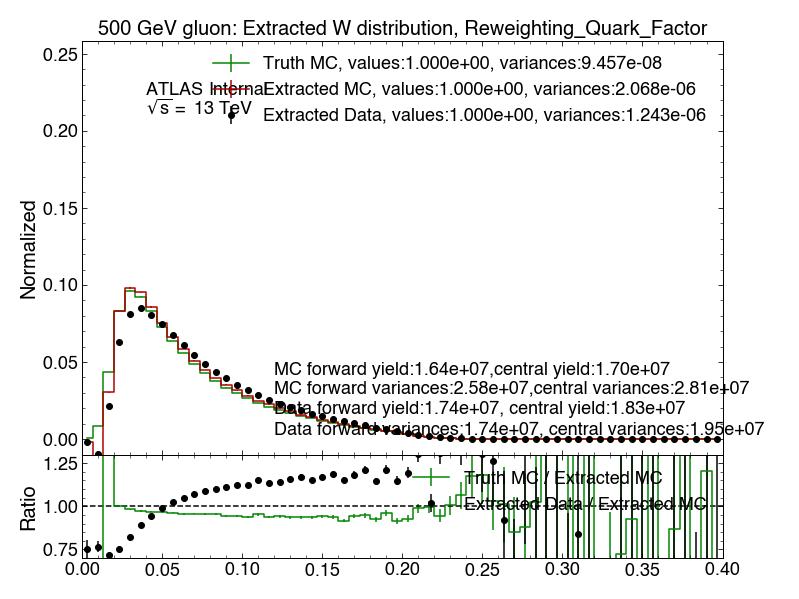 500 GeV gluon: Extracted W distribution, Reweighting_Quark_Factor
Truth MC, values:1.000e+00, variances:9.457e-08
ATLAS Internal
Extracted MC, values:1.000e+00, variances:2.068e-06
√s = 13 TeV
Extracted Data, values:1.000e+00, variances:1.243e-06
Normalized
0.25
0.20
0.15
0.10
0.05
0.00
MC forward yield:1.64e+07,central yield:1.70e+07
MC forward variances:2.58e+07,central variances:2.81e+07
Data forward yield:1.74e+07, central yield:1.83e+07
Data forward variances:1.74e+07, central variances:1.95e+07
Ratio
1.25
1.00
0.75
Truth MC / Extracted MC
Extracted Data / Extracted MC
0.00 0.05 0.10 0.15 0.20 0.25 0.30 0.35 0.40